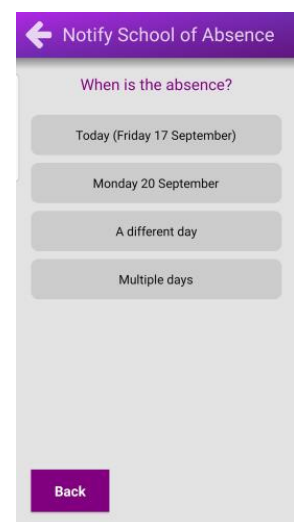 Notify School of Absence
When is the absence?
Today (Friday 17 September)
Monday 20 September
A different day
Multiple days
Back